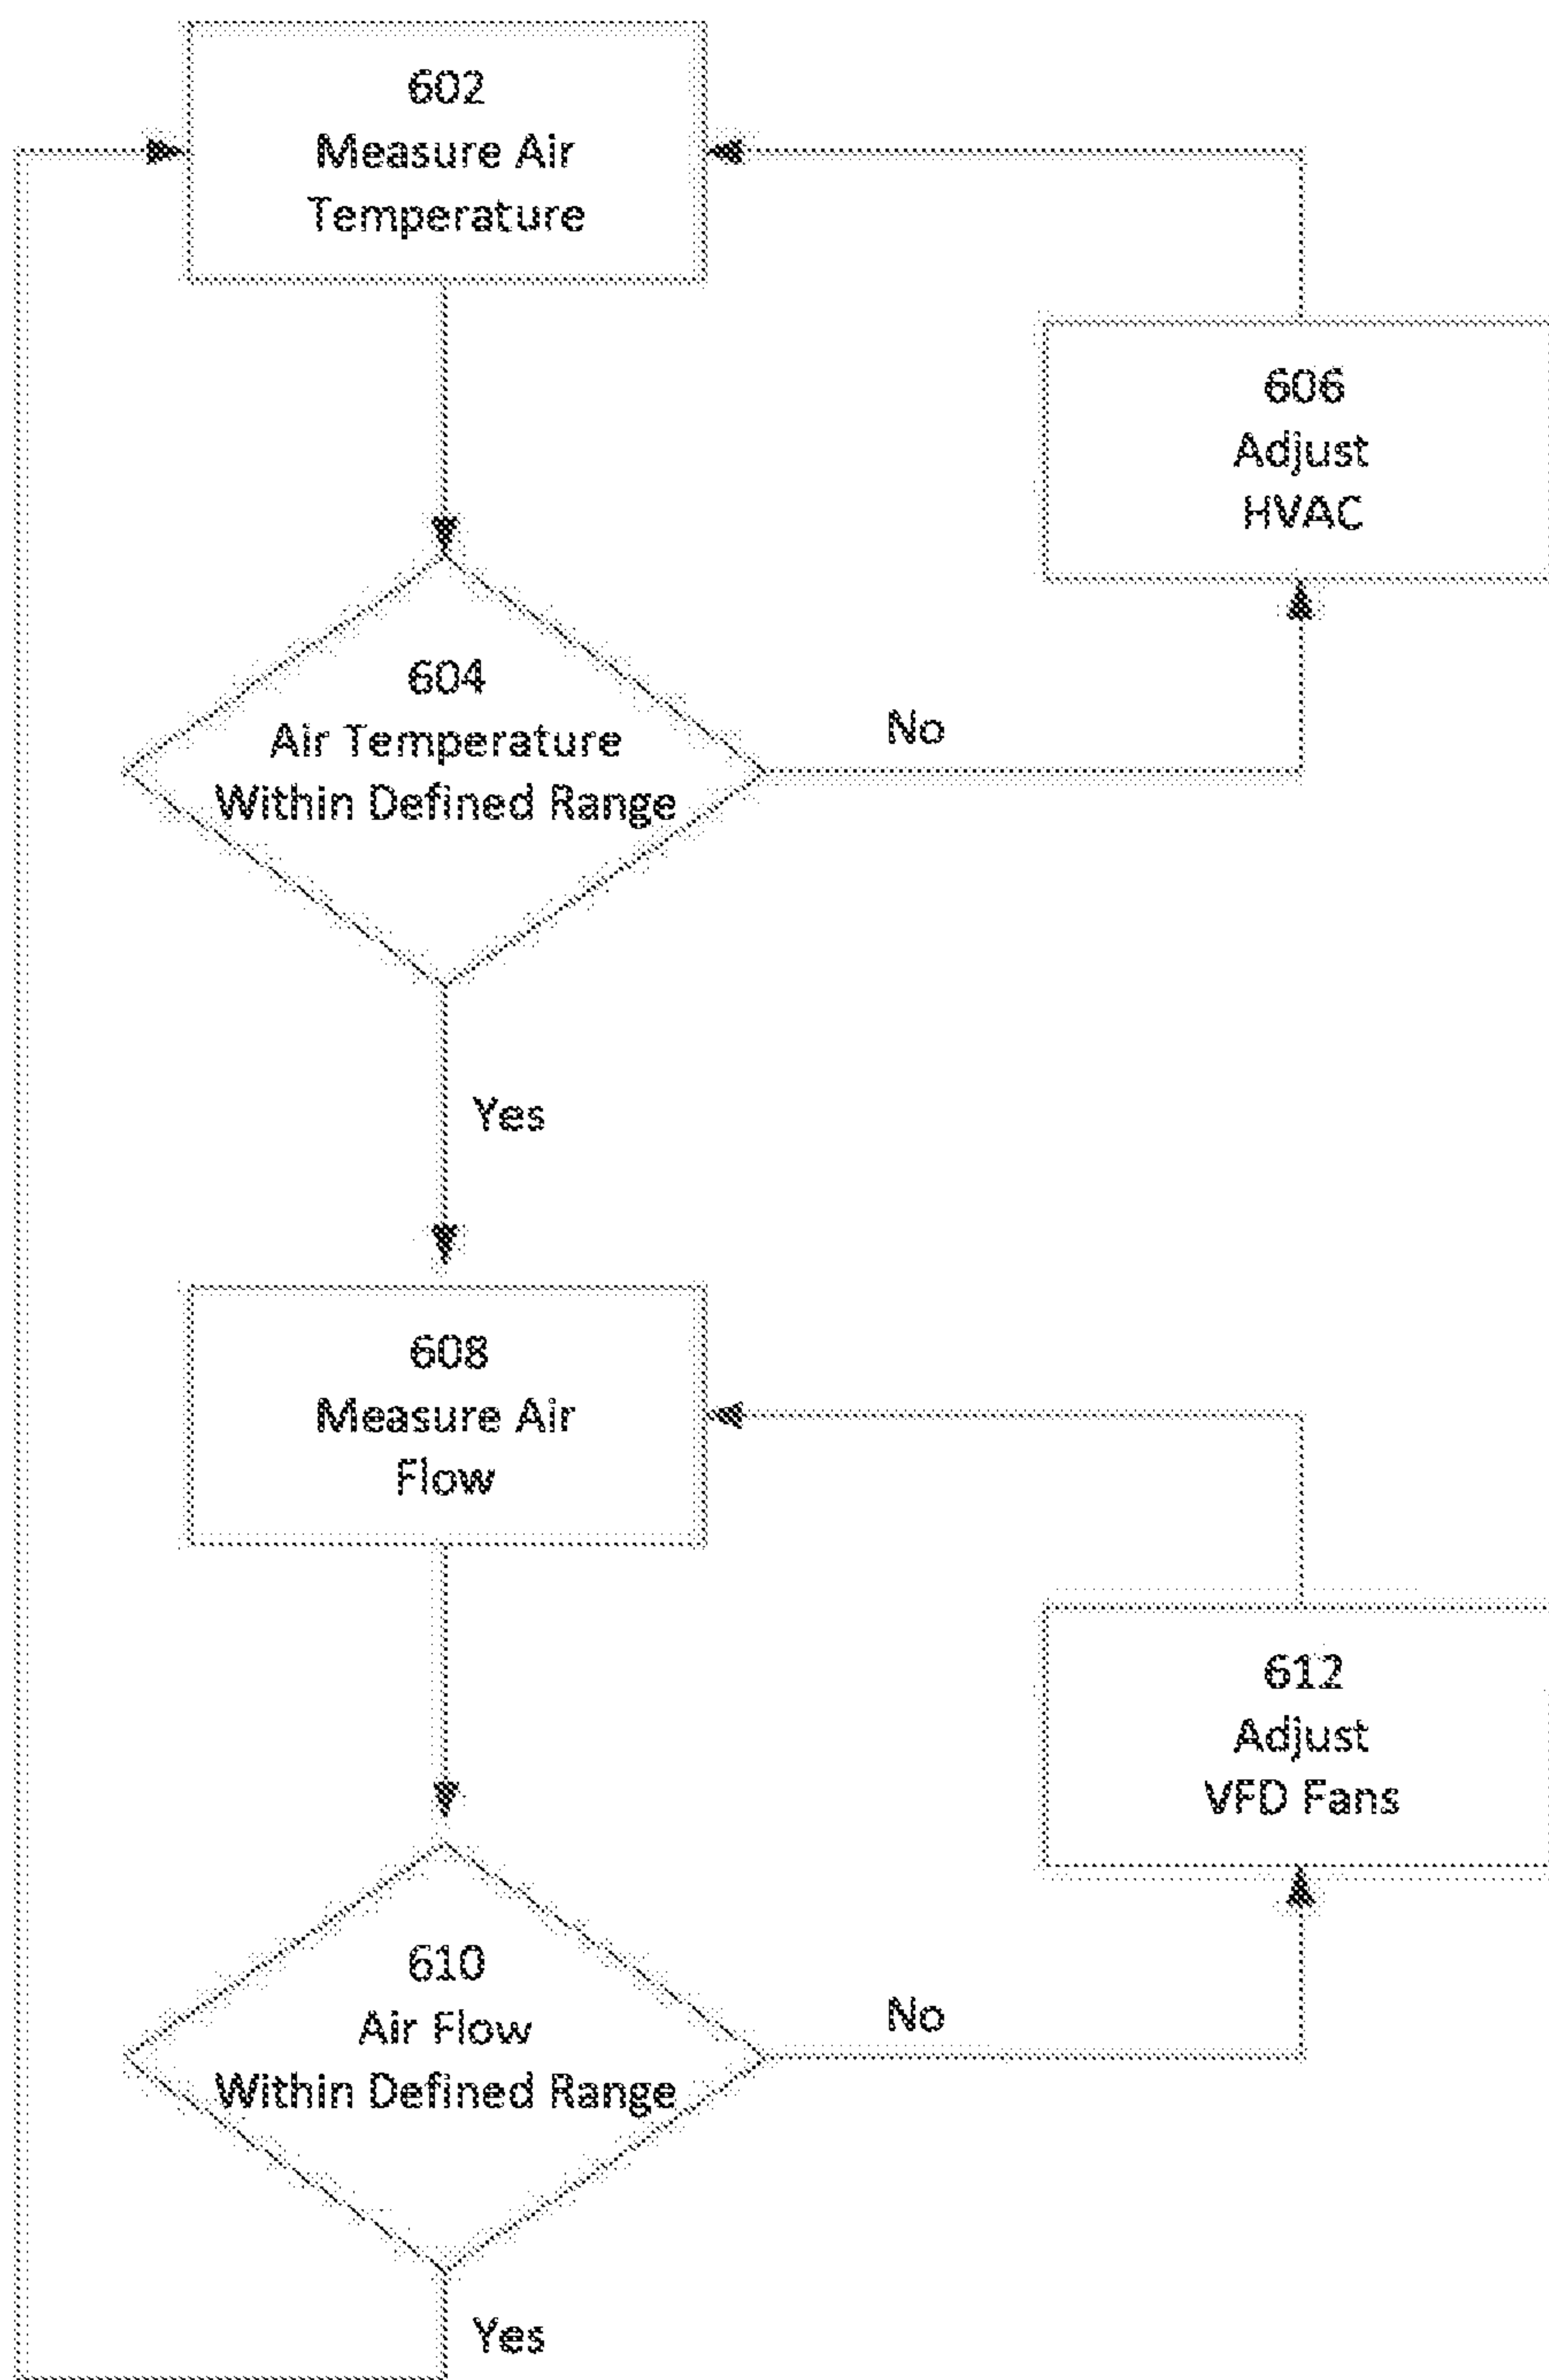 602
Measure Air
Temperature
606
Adjust
HVAC
604
Air Temperature
Within Defined Range
No
Yes
608
Measure Air
Flow
612
Adjust
VFD Fans
610
Air Flow
Within Defined Range
No
Yes